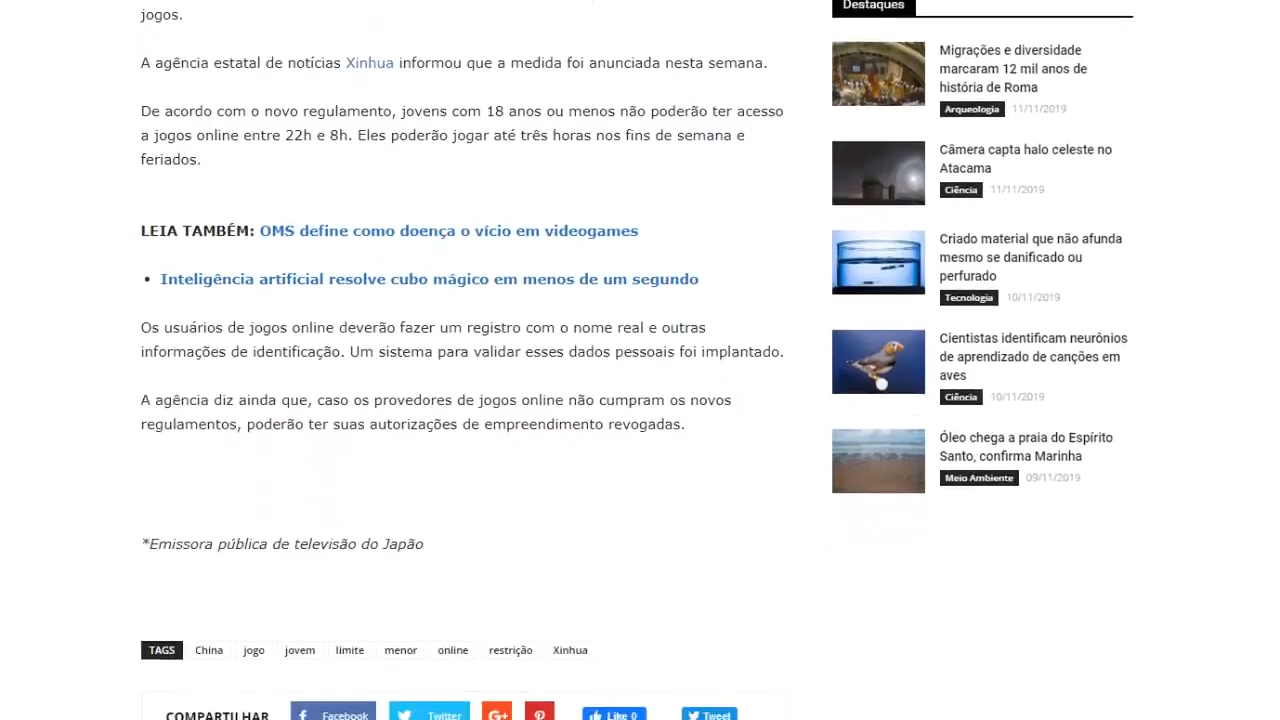 jogos.
A agência estatal de notícias Xinhua informou que a medida foi anunciada nesta semana.
De acordo com o novo regulamento, jovens com 18 anos ou menos não poderão ter acesso
a jogos online entre 22h e 8h. Eles poderão jogar até três horas nos fins de semana e
feriados.
LEIA TAMBÉM: OMS define como doença o vício em videogames
• Inteligência artificial resolve cubo mágico em menos de um segundo
Os usuários de jogos online deverão fazer um registro com o nome real e outras
informações de identificação. Um sistema para validar esses dados pessoais foi implantado.
A agência diz ainda que, caso os provedores de jogos online não cumpram os novos
regulamentos, poderão ter suas autorizações de empreendimento revogadas.
*Emissora pública de televisão do Japão
TAGS China jogo jovem limite menor online restrição Xinhua
COMPARTILHAR Facebook Twitter G+ Like 0 Tweet
Destaques
Migrações e diversidade
marcaram 12 mil anos de
história de Roma
Arqueologia 11/11/2019
Câmera capta halo celeste no
Atacama
Ciência 11/11/2019
Criado material que não afunda
mesmo se danificado ou
perfurado
Tecnologia 10/11/2019
Cientistas identificam neurônios
de aprendizado de canções em
aves
Ciência 10/11/2019
Óleo chega a praia do Espírito
Santo, confirma Marinha
Meio Ambiente 09/11/2019